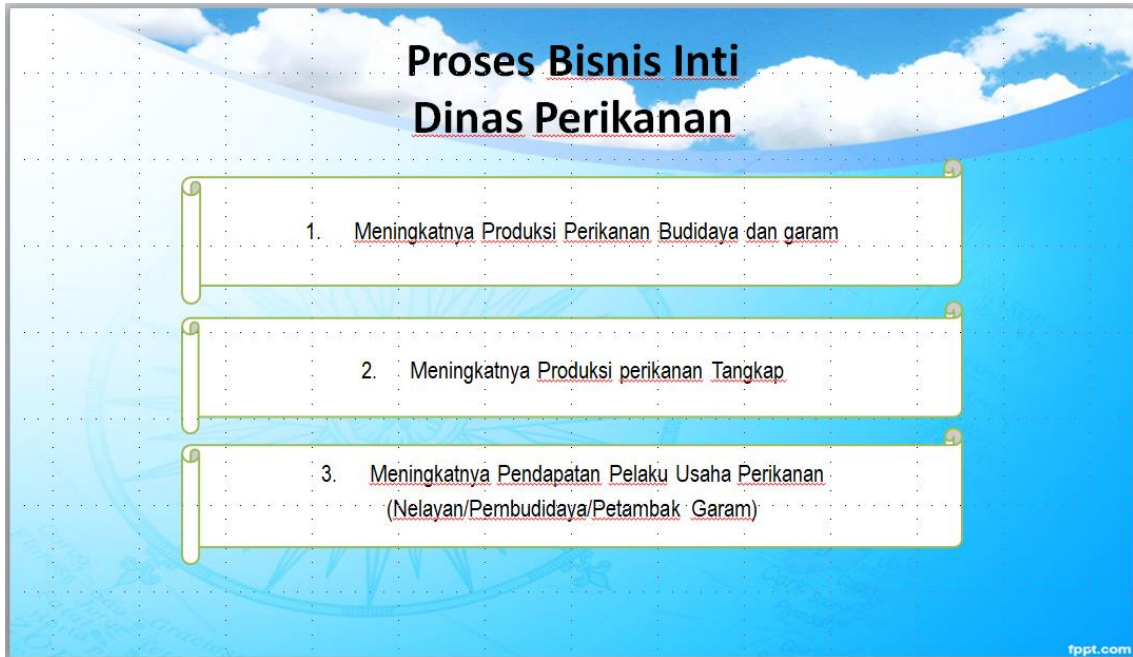 Proses Bisnis Inti
Dinas Perikanan
1. Meningkatnya Produksi Perikanan Budidaya dan garam
2. Meningkatnya Produksi perikanan Tangkap
3. Meningkatnya Pendapatan Pelaku Usaha Perikanan
(Nelayan/Pembudidaya/Petambak Garam)
fppt.com